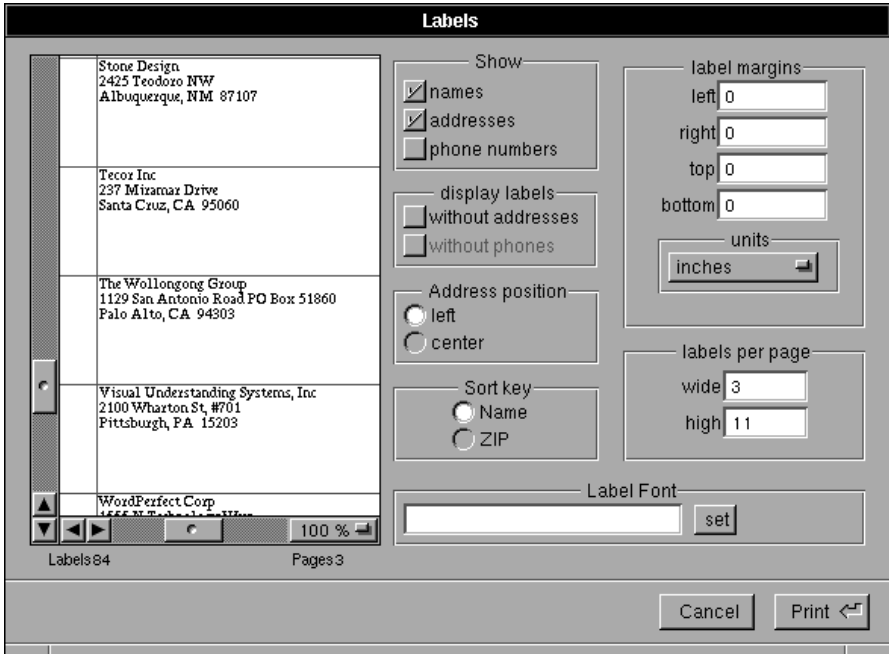 Labels
Stone Design
2425 Teodoro NW
Albuquerque, NM 87107
Tecor Inc
237 Miramar Drive
Santa Cruz, CA 95060
The Wollongong Group
1129 San Antonio Road PO Box 51860
Palo Alto, CA 94303
Visual Understanding Systems, Inc
2100 Wharton St, #701
Pittsburgh, PA 15203
WordPerfect Corp
100 %
Labels84
Pages3
Show
names
addresses
phone numbers
display labels
without addresses
without phones
Address position
left
center
Sort key
Name
ZIP
label margins
left 0
right 0
top 0
bottom 0
units
inches
labels per page
wide 3
high 11
Label Font
set
Cancel
Print